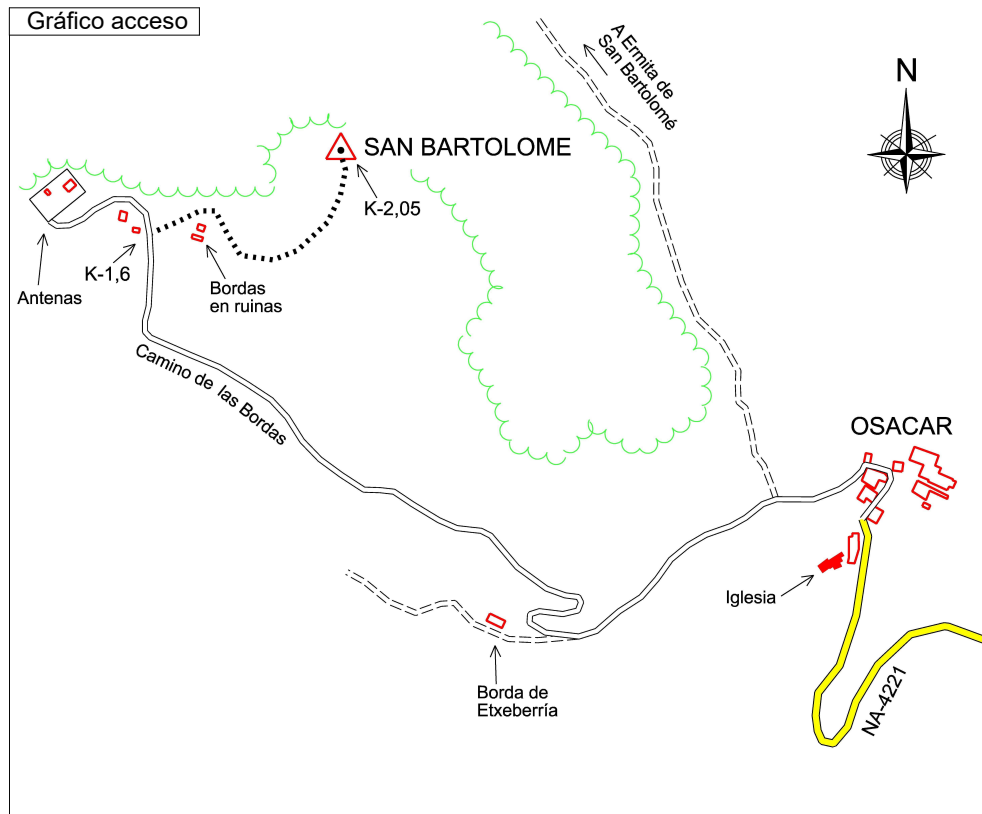 Gráfico acceso
A Ermita de
San Bartolomé
N
SAN BARTOLOME
K-2,05
K-1,6
Antenas
Bordas
en ruinas
Camino de las Bordas
OSACAR
Iglesia
Borda de
Etxeberría
NA-4221